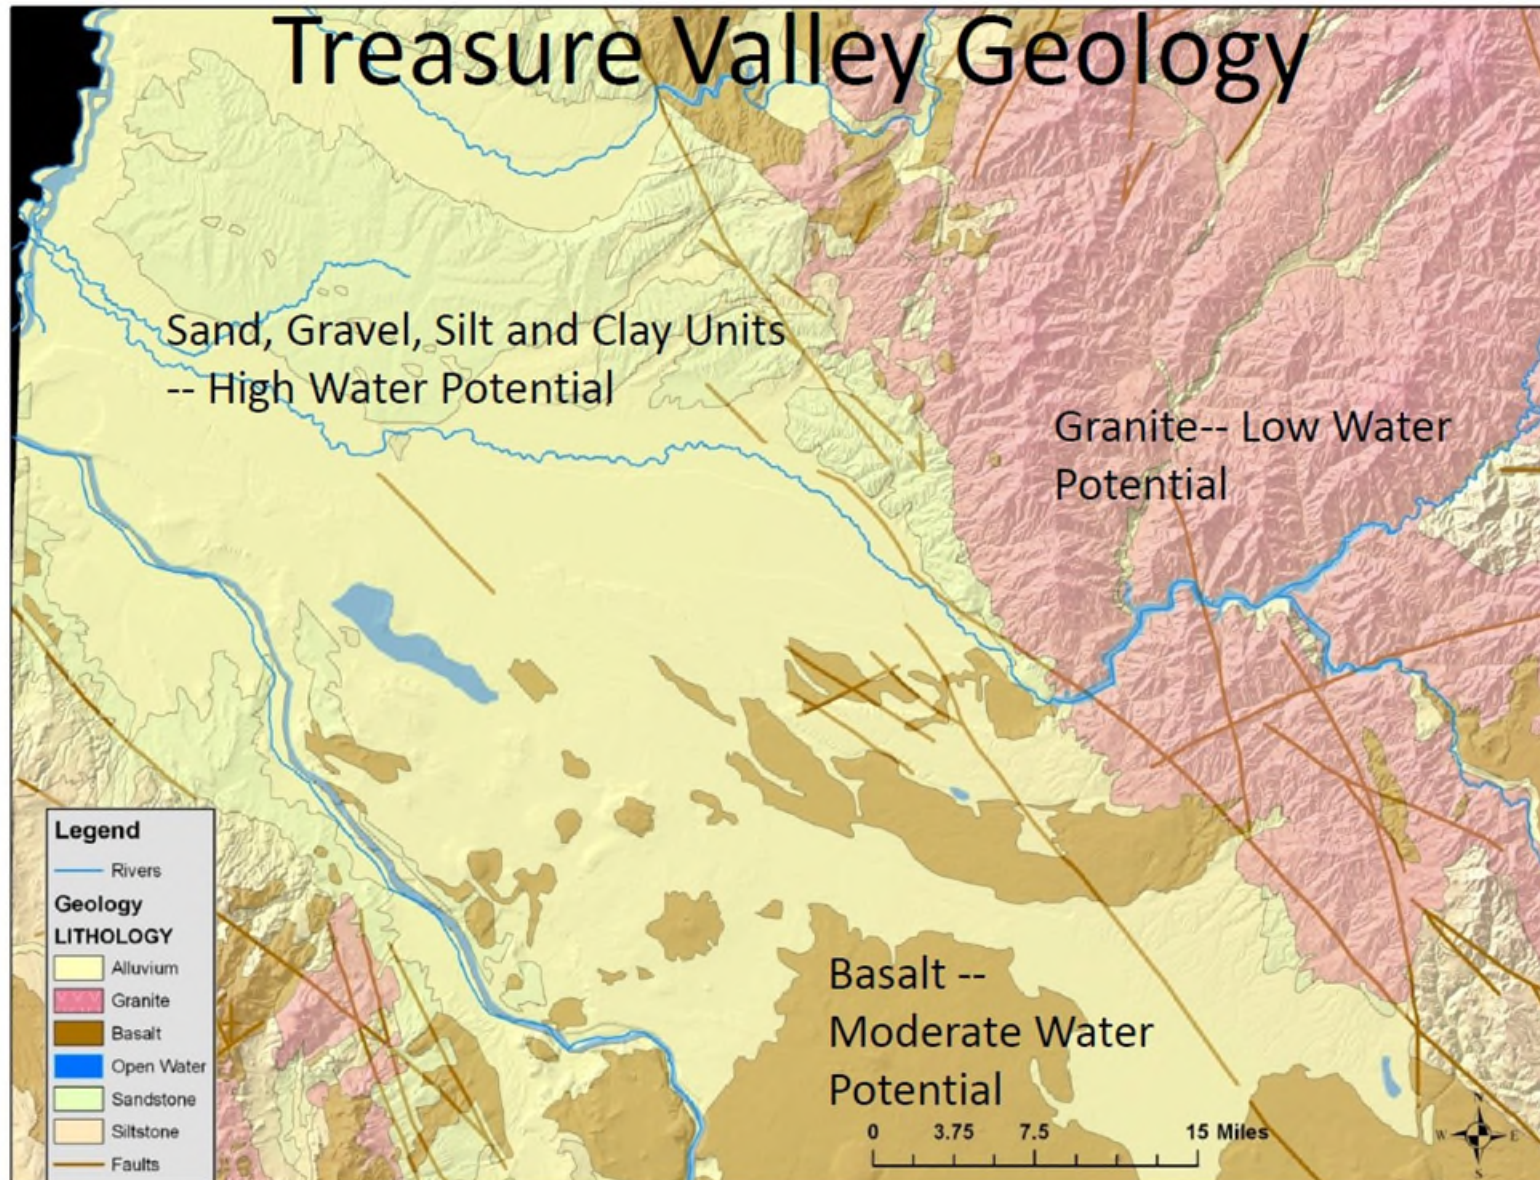 Treasure Valley Geology
Sand, Gravel, Silt and Clay Units
-- High Water Potential
Granite-- Low Water
Potential
Basalt --
Moderate Water
Potential
0 3.75 7.5 15 Miles
N
W E
S
Legend
Rivers
Geology
LITHOLOGY
Alluvium
Granite
Basalt
Open Water
Sandstone
Siltstone
Faults